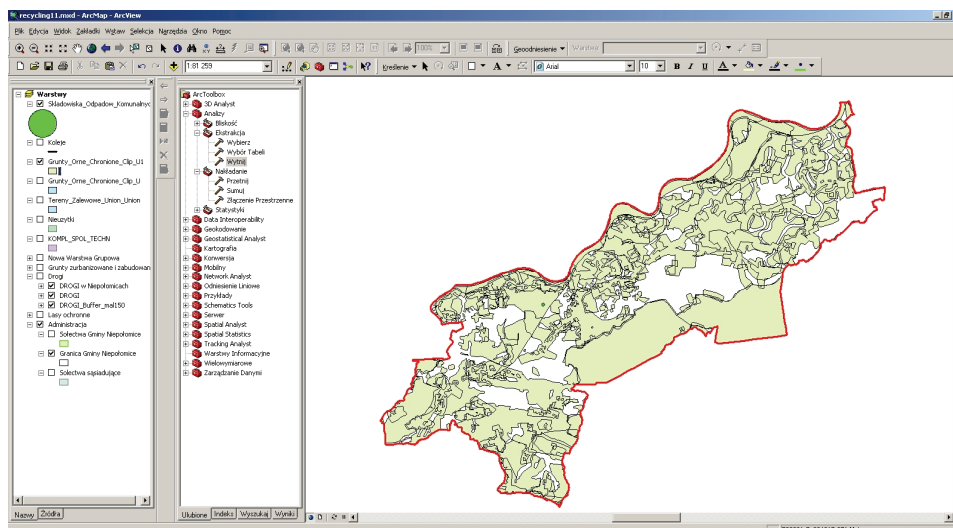 recycling11.mxd - ArcMap - ArcView
Plik Edycja Widok Zakładki Wstaw Selekcja Narzędzia Okno Pomoc
100% Geoodniesienie Warstwa
1:81 259 Kreślenie A Arial 10 B I U A
Warstwy
Skladowiska_Odpadow_Komunalnyc
Koleje
Grunty_Orne_Chronione_Clip_U1
Grunty_Orne_Chronione_Clip_U
Tereny_Zalewowe_Union_Union
Nieuzytki
KOMPL_SPOL_TECHN
Nowa Warstwa Grupowa
Grunty zurbanizowane i zabudowan
Drogi
DROGI w Niepołomicach
DROGI
DROGI_Buffer_mal150
Lasy ochronne
Administracja
Sołectwa Gminy Niepołomice
Granica Gminy Niepołomice
Sołectwa sąsiadujące
Nazwy Źródła
ArcToolbox
3D Analyst
Analizy
Bliskość
Ekstrakcja
Wybierz
Wybór Tabeli
Wytnij
Nakładanie
Przetnij
Sumuj
Złączenie Przestrzenne
Statystyki
Data Interoperability
Geokodowanie
Geostatistical Analyst
Kartografia
Konwersja
Mobilny
Network Analyst
Odniesienie Liniowe
Przykłady
Schematics Tools
Serwer
Spatial Analyst
Spatial Statistics
Tracking Analyst
Warstwy Informacyjne
Wielowymiarowe
Zarządzanie Danymi
Ulubione Indeks Wyszukaj Wyniki